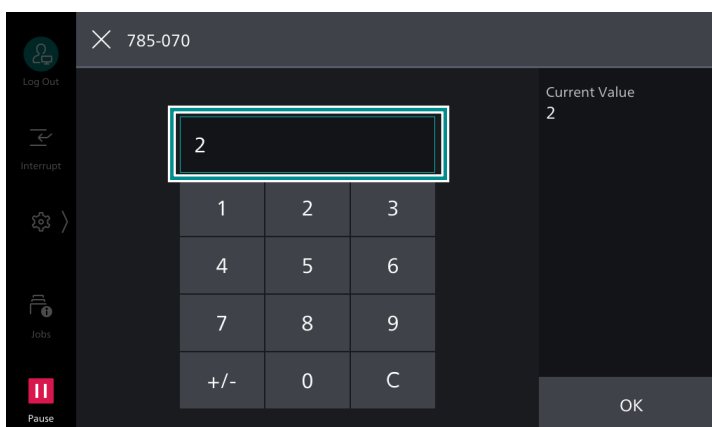 785-070
Log Out
Interrupt
Jobs
Pause
2
1 2 3
4 5 6
7 8 9
+/- 0 C
Current Value
2
OK